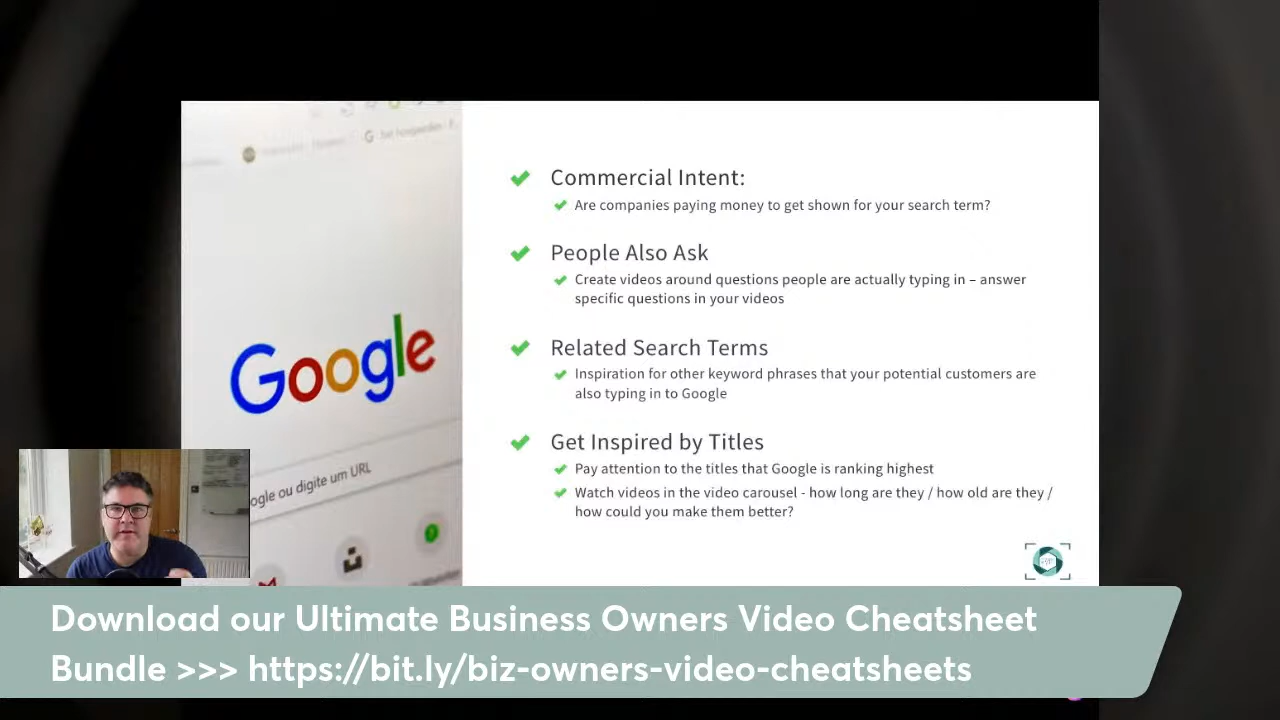 Commercial Intent:
Are companies paying money to get shown for your search term?
People Also Ask
Create videos around questions people are actually typing in – answer
specific questions in your videos
Related Search Terms
Inspiration for other keyword phrases that your potential customers are
also typing in to Google
Get Inspired by Titles
Pay attention to the titles that Google is ranking highest
Watch videos in the video carousel - how long are they / how old are they /
how could you make them better?
Google
ogle ou digite um URL
Download our Ultimate Business Owners Video Cheatsheet
Bundle >>> https://bit.ly/biz-owners-video-cheatsheets